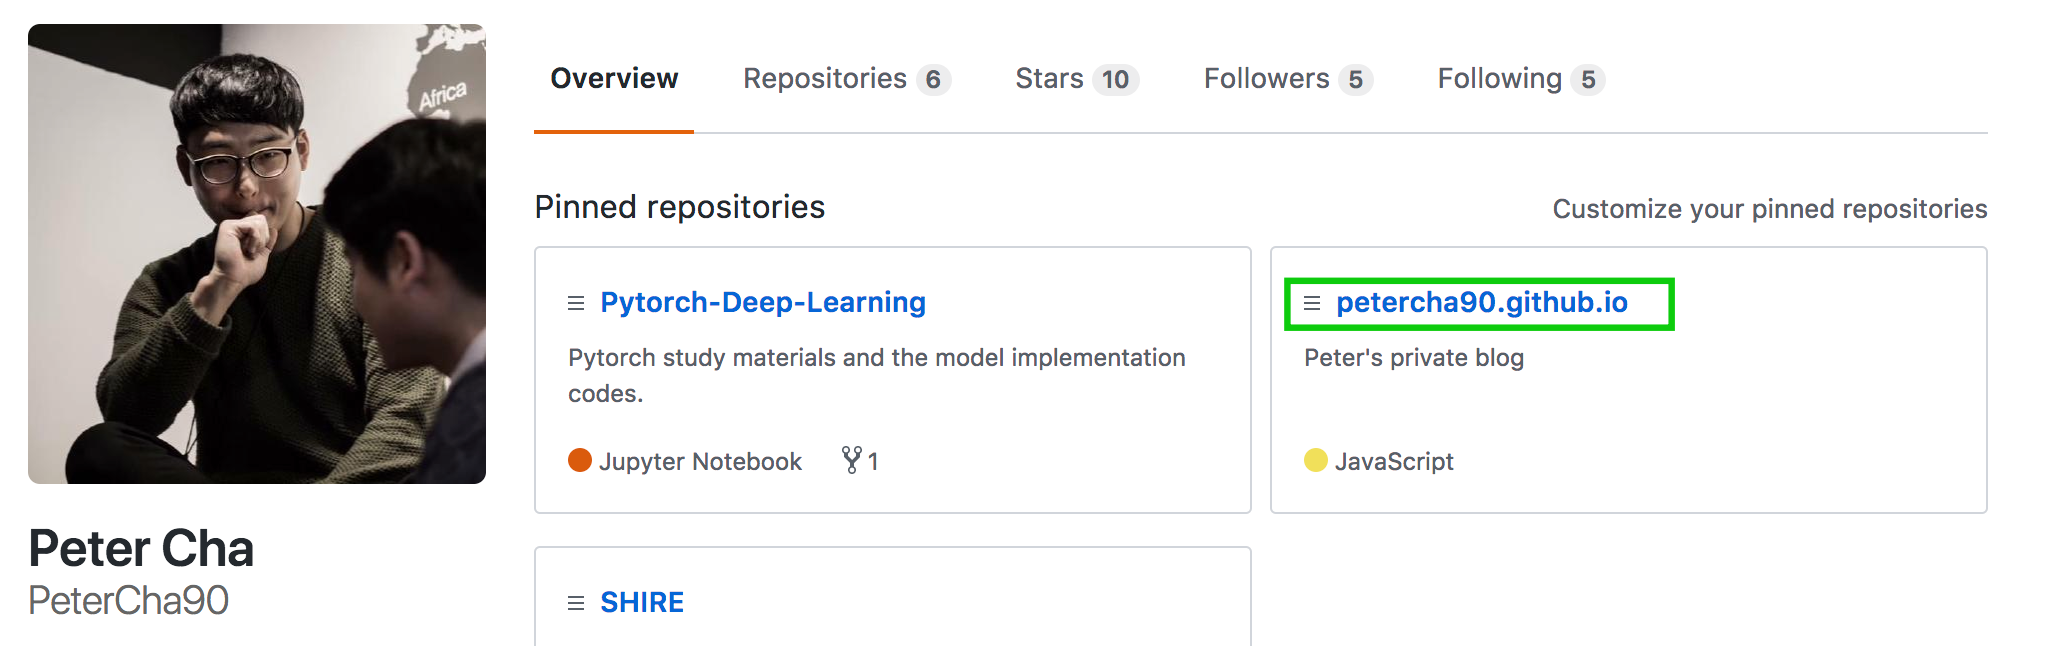 Africa
Overview Repositories 6 Stars 10 Followers 5 Following 5
Pinned repositories Customize your pinned repositories
Pytorch-Deep-Learning
Pytorch study materials and the model implementation
codes.
Jupyter Notebook 1
petercha90.github.io
Peter's private blog
JavaScript
Peter Cha
PeterCha90
SHIRE